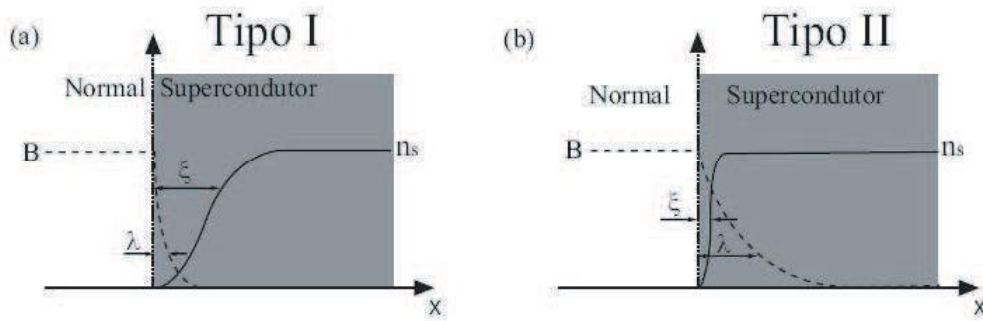 (a) Tipo I
Normal Supercondutor
B
ns
ξ
λ
x
(b) Tipo II
Normal Supercondutor
B
ns
ξ
λ
x